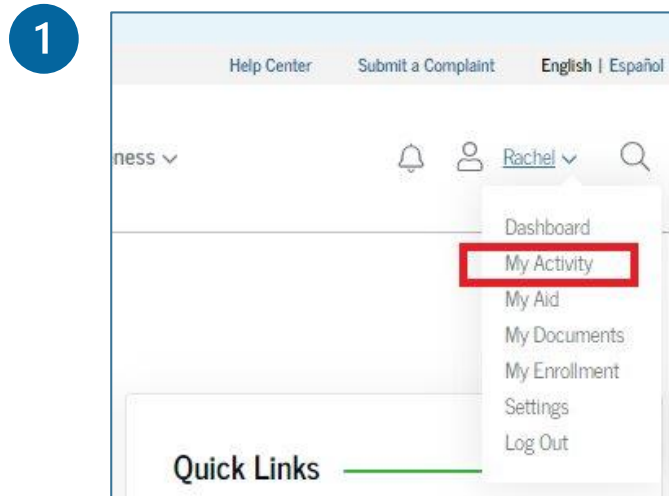 1
Help Center Submit a Complaint English | Español
ness
Rachel
Dashboard
My Activity
My Aid
My Documents
My Enrollment
Settings
Log Out
Quick Links